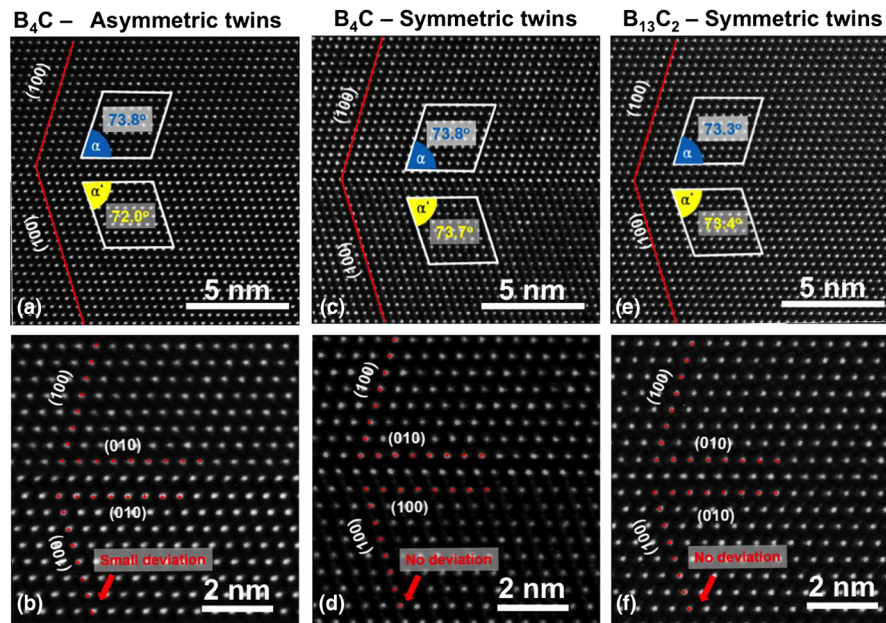 B₄C – Asymmetric twins
B₄C – Symmetric twins
B₁₃C₂ – Symmetric twins
(100)
73.8°
α
α'
72.0°
(100)
5 nm
(a)
(100)
73.8°
α
α'
73.7°
(100)
5 nm
(c)
(100)
73.3°
α
α'
73.4°
(100)
5 nm
(e)
(100)
(010)
(010)
(100)
Small deviation
2 nm
(b)
(100)
(010)
(100)
(100)
No deviation
2 nm
(d)
(100)
(010)
(010)
(100)
No deviation
2 nm
(f)